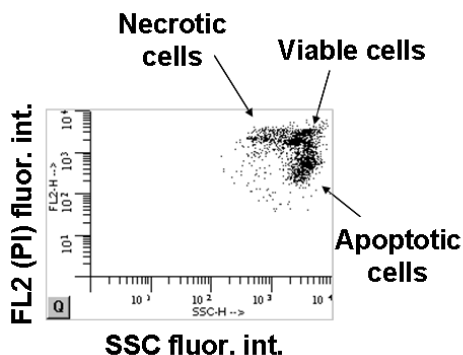 Necrotic
cells
Viable cells
FL2 (PI) fluor. int.
FL2-H -->
10⁴
10³
10²
10¹
Apoptotic
cells
Q
10¹ 10² 10³ 10⁴
SSC-H -->
SSC fluor. int.